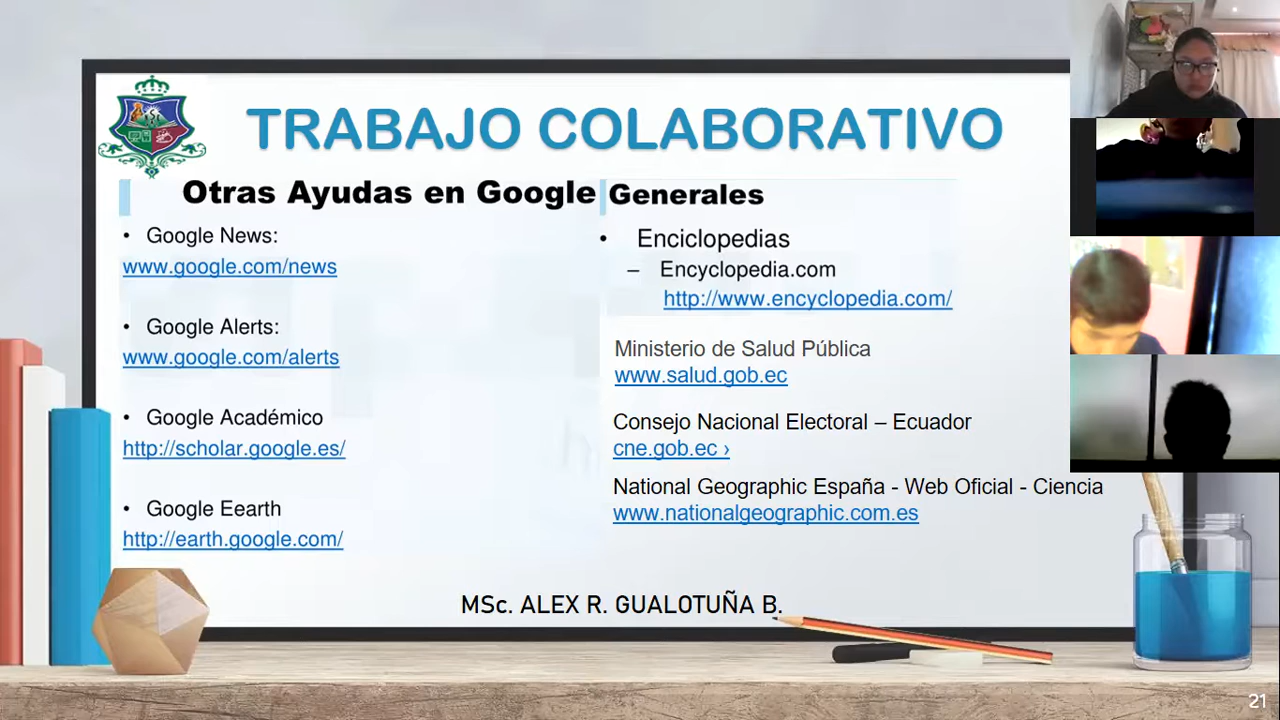 TRABAJO COLABORATIVO
Otras Ayudas en Google
• Google News:
www.google.com/news
• Google Alerts:
www.google.com/alerts
• Google Académico
http://scholar.google.es/
• Google Eearth
http://earth.google.com/
Generales
• Enciclopedias
– Encyclopedia.com
http://www.encyclopedia.com/
Ministerio de Salud Pública
www.salud.gob.ec
Consejo Nacional Electoral – Ecuador
cne.gob.ec ›
National Geographic España - Web Oficial - Ciencia
www.nationalgeographic.com.es
MSc. ALEX R. GUALOTUÑA B.
21